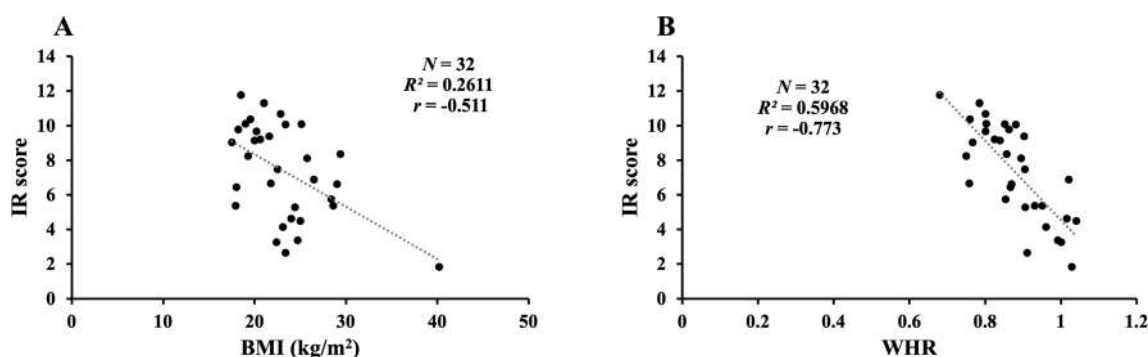 A
IR score
14
12
10
8
6
4
2
0
N = 32
R² = 0.2611
r = -0.511
0 10 20 30 40 50
BMI (kg/m²)
B
IR score
14
12
10
8
6
4
2
0
N = 32
R² = 0.5968
r = -0.773
0 0.2 0.4 0.6 0.8 1 1.2
WHR